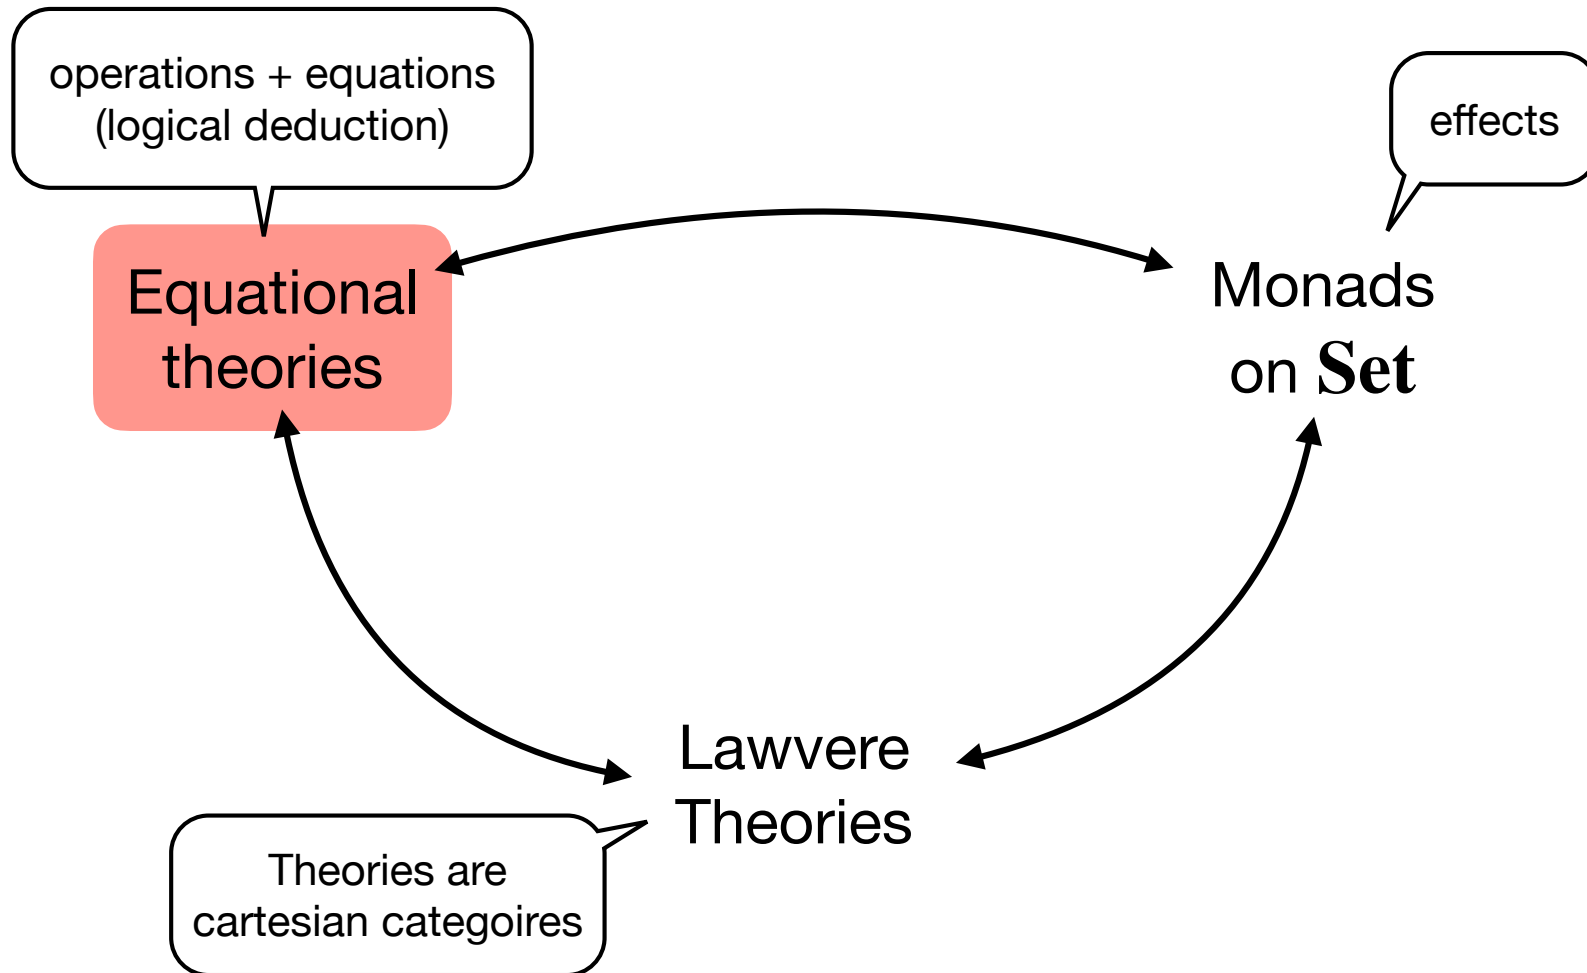 operations + equations
(logical deduction)
effects
Equational
theories
Monads
on Set
Lawvere
Theories
Theories are
cartesian categoires